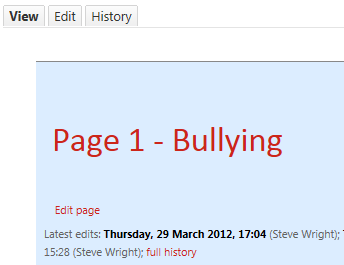 View Edit History
Page 1 - Bullying
Edit page
Latest edits: Thursday, 29 March 2012, 17:04 (Steve Wright);
15:28 (Steve Wright); full history